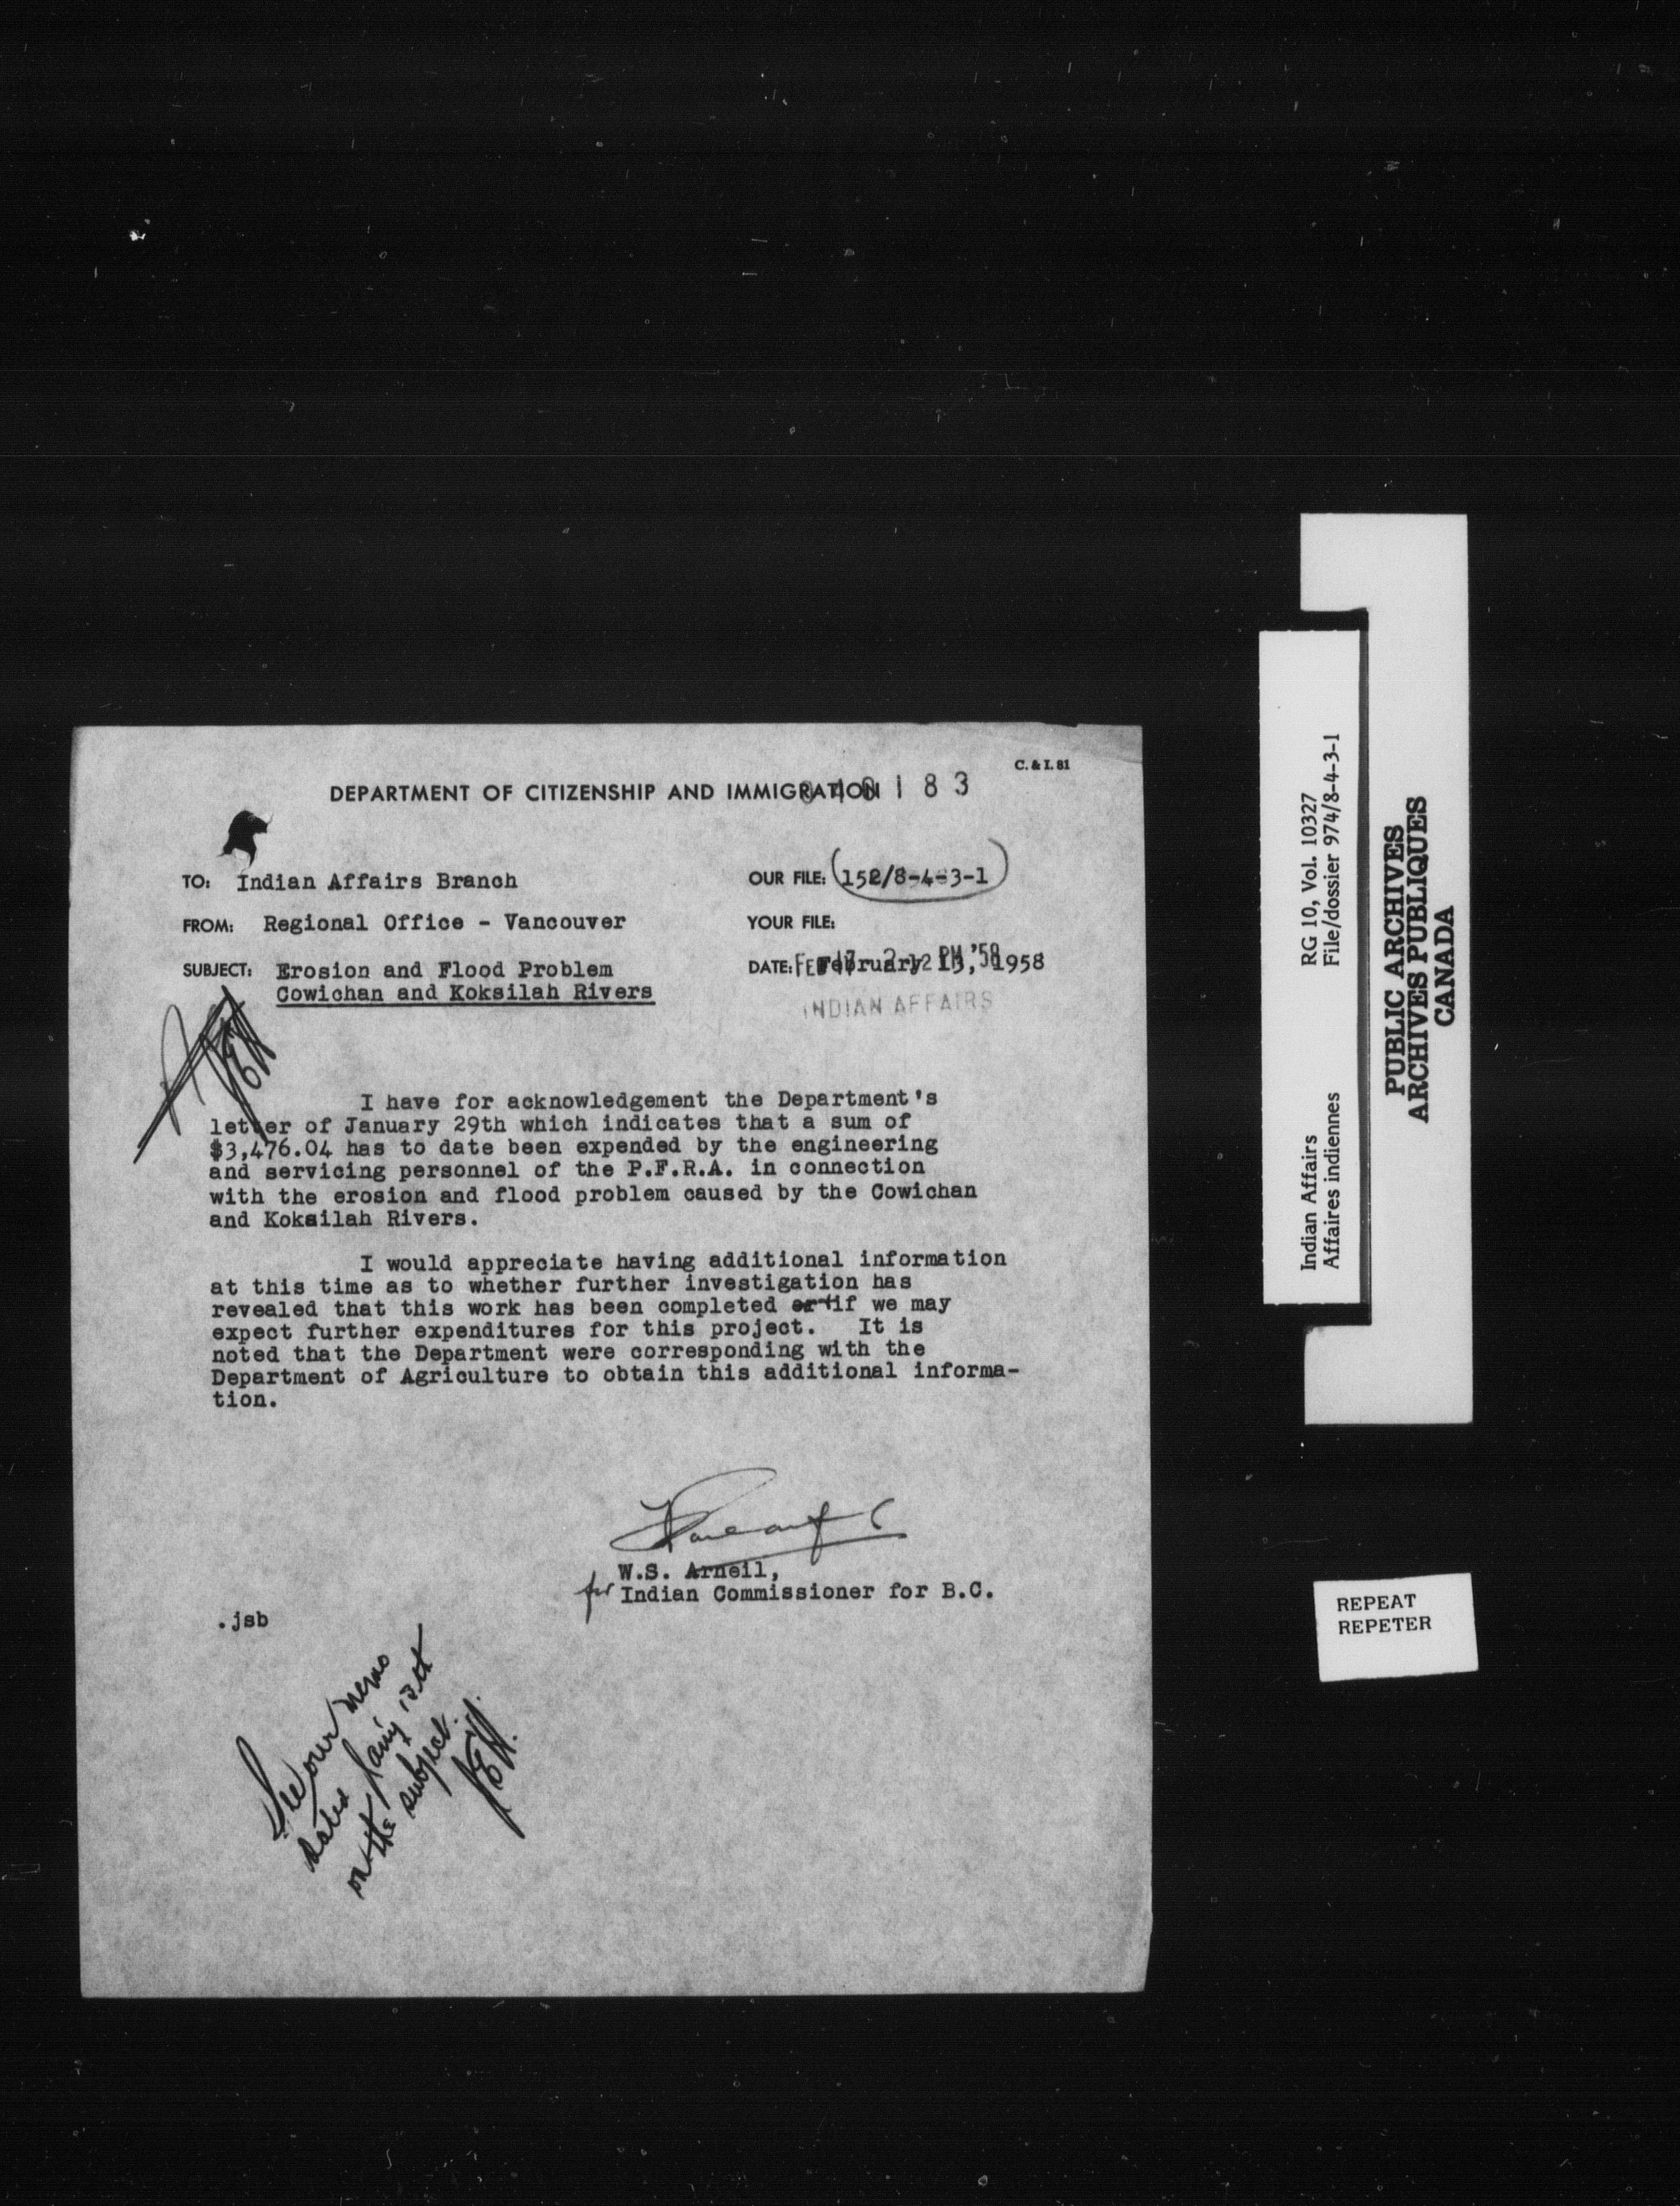 C. & I. 81
DEPARTMENT OF CITIZENSHIP AND IMMIGRATION
183
TO: Indian Affairs Branch
OUR FILE: 152/8-4-3-1
FROM: Regional Office - Vancouver
YOUR FILE:
SUBJECT: Erosion and Flood Problem
Cowichan and Koksilah Rivers
DATE: February 13, 1958
FEB 17 2 12 PM '58
INDIAN AFFAIRS
I have for acknowledgement the Department's
letter of January 29th which indicates that a sum of
$3,476.04 has to date been expended by the engineering
and servicing personnel of the P.F.R.A. in connection
with the erosion and flood problem caused by the Cowichan
and Koksilah Rivers.
I would appreciate having additional information
at this time as to whether further investigation has
revealed that this work has been completed or if we may
expect further expenditures for this project. It is
noted that the Department were corresponding with the
Department of Agriculture to obtain this additional informa-
tion.
W.S. Arneil,
for Indian Commissioner for B.C.
.jsb
See our memo
dated
on the subject.
Indian Affairs RG 10, Vol. 10327
Affaires indiennes File/dossier 974/8-4-3-1
PUBLIC ARCHIVES
ARCHIVES PUBLIQUES
CANADA
REPEAT
REPETER